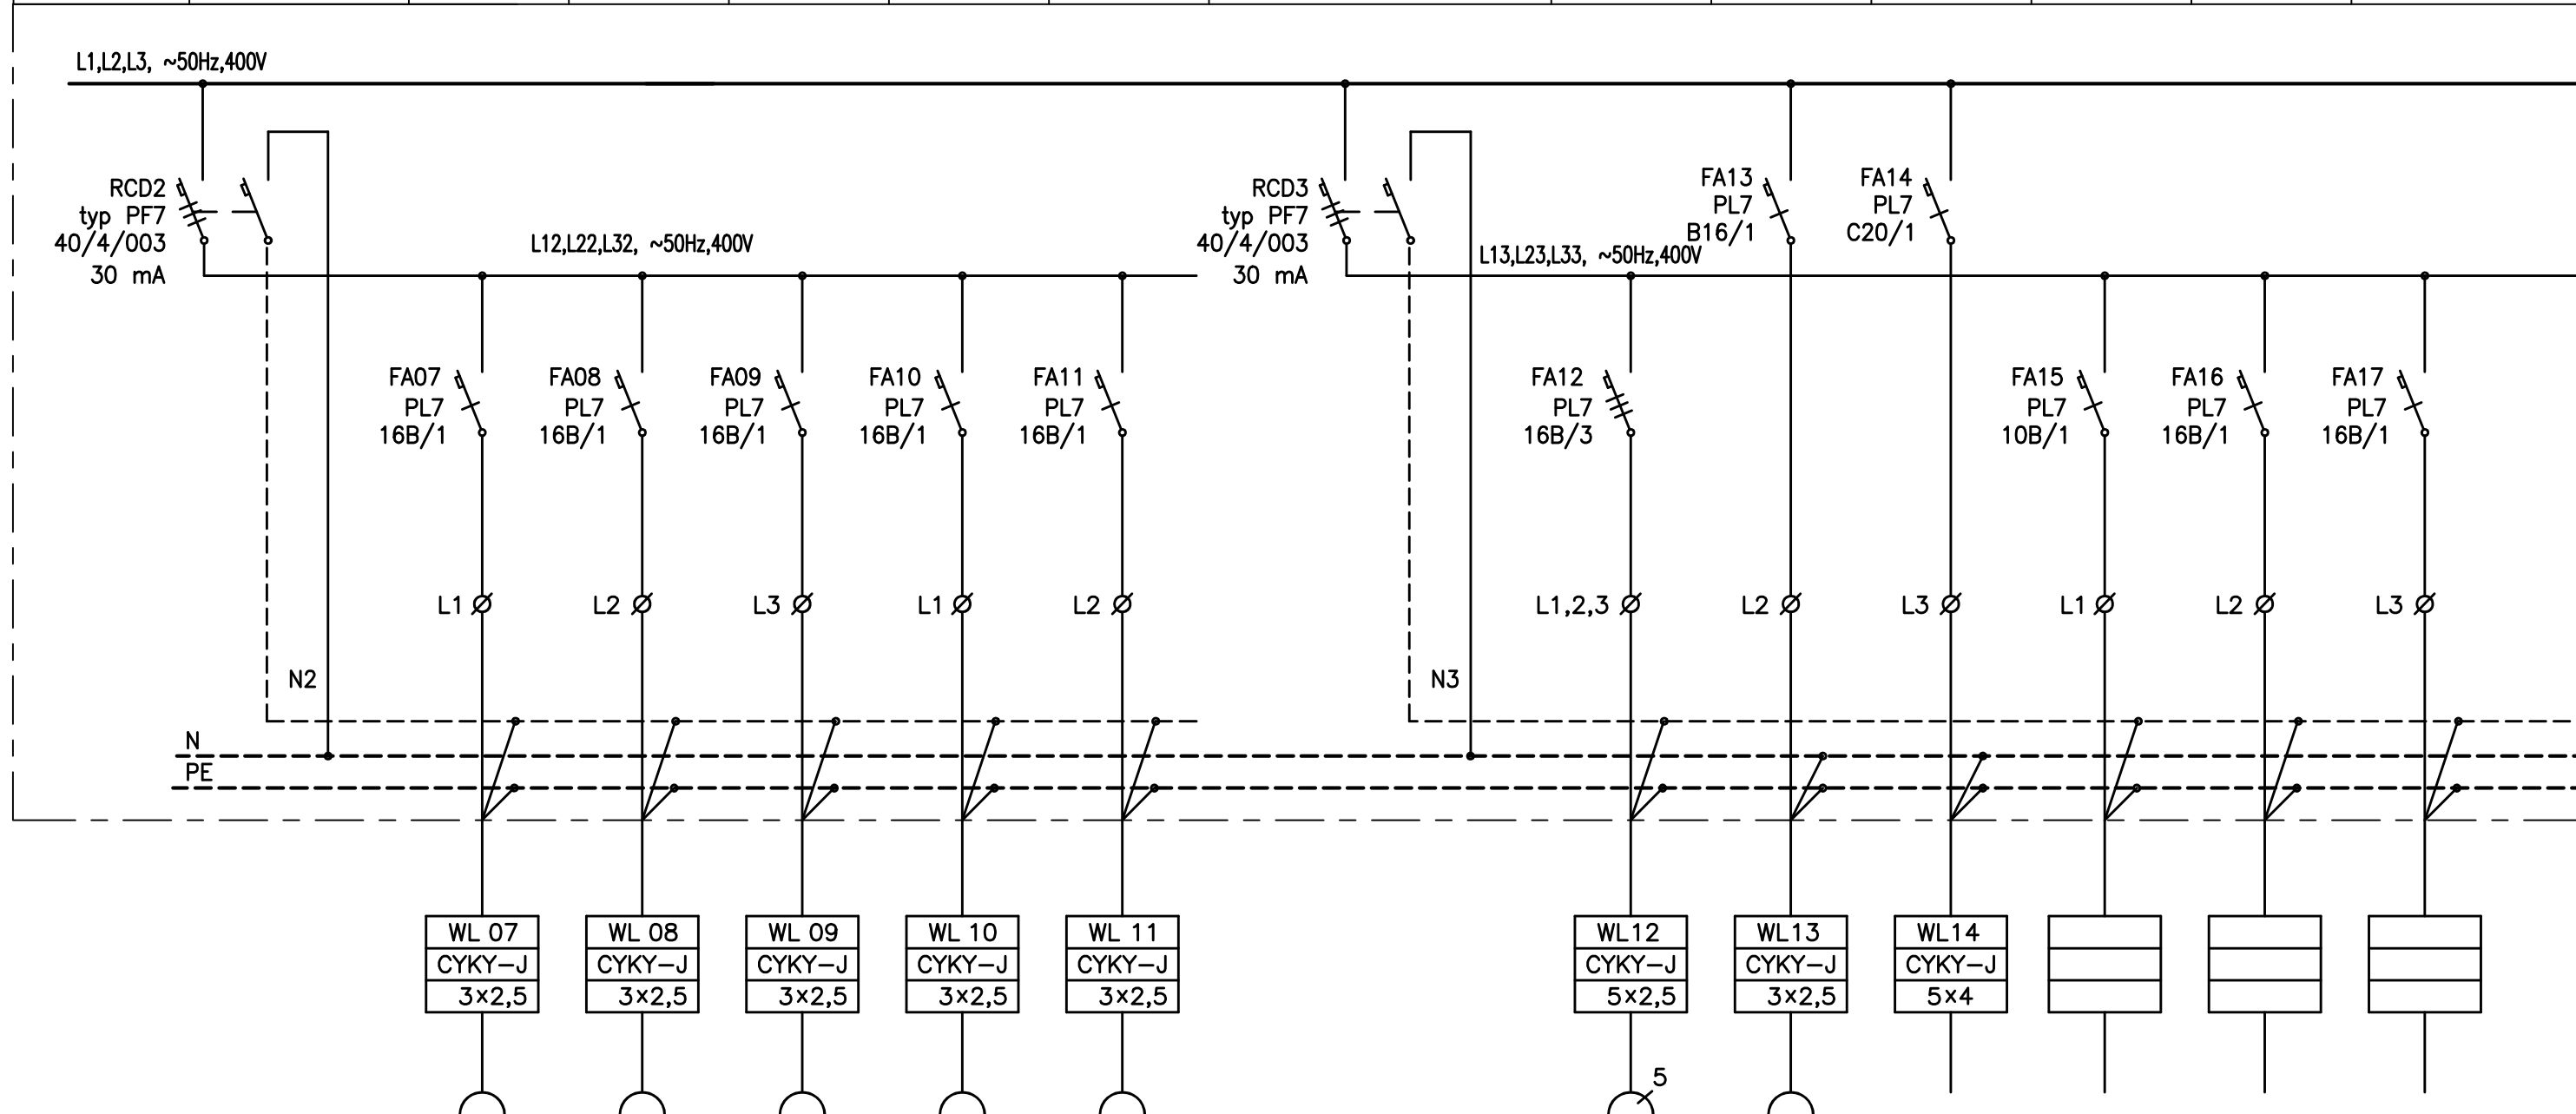 L1,L2,L3, ~50Hz,400V
RCD2
typ PF7
40/4/003
30 mA
L12,L22,L32, ~50Hz,400V
RCD3
typ PF7
40/4/003
30 mA
FA13
PL7
B16/1
FA14
PL7
C20/1
L13,L23,L33, ~50Hz,400V
FA07
PL7
16B/1
FA08
PL7
16B/1
FA09
PL7
16B/1
FA10
PL7
16B/1
FA11
PL7
16B/1
FA12
PL7
16B/3
FA15
PL7
10B/1
FA16
PL7
16B/1
FA17
PL7
16B/1
L1
L2
L3
L1
L2
L1,2,3
L2
L3
L1
L2
L3
N2
N3
N
PE
WL 07
CYKY-J
3x2,5
WL 08
CYKY-J
3x2,5
WL 09
CYKY-J
3x2,5
WL 10
CYKY-J
3x2,5
WL 11
CYKY-J
3x2,5
WL12
CYKY-J
5x2,5
WL13
CYKY-J
3x2,5
WL14
CYKY-J
5x4
5